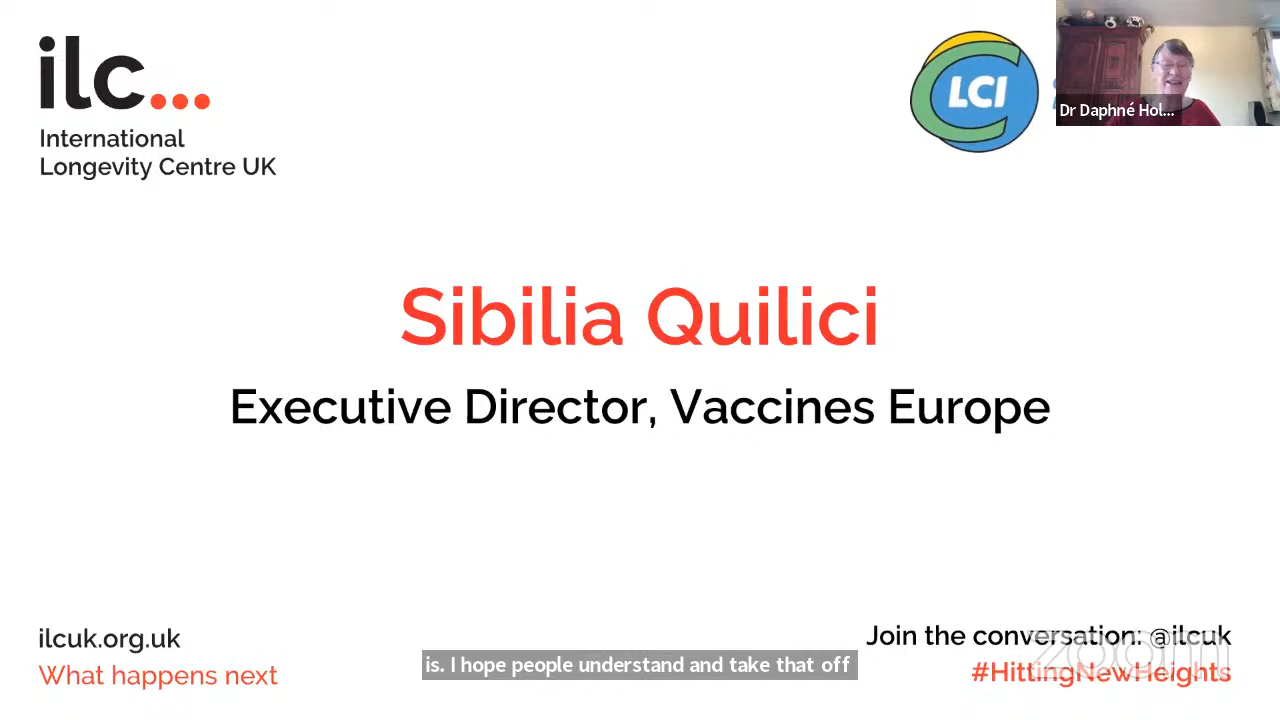 ilc...
International
Longevity Centre UK
LCI
Dr Daphné Hol...
Sibilia Quilici
Executive Director, Vaccines Europe
ilcuk.org.uk
What happens next
is. I hope people understand and take that off
Join the conversation: @ilcuk
#HittingNewHeights
zoom